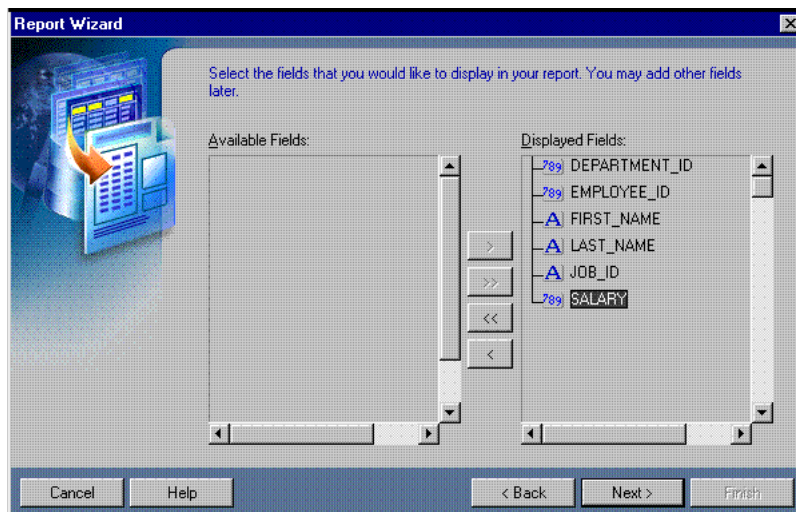 Report Wizard
Select the fields that you would like to display in your report. You may add other fields
later.
Available Fields:
Displayed Fields:
789 DEPARTMENT_ID
789 EMPLOYEE_ID
A FIRST_NAME
A LAST_NAME
A JOB_ID
789 SALARY
>
>>
<<
<
Cancel
Help
< Back
Next >
Finish